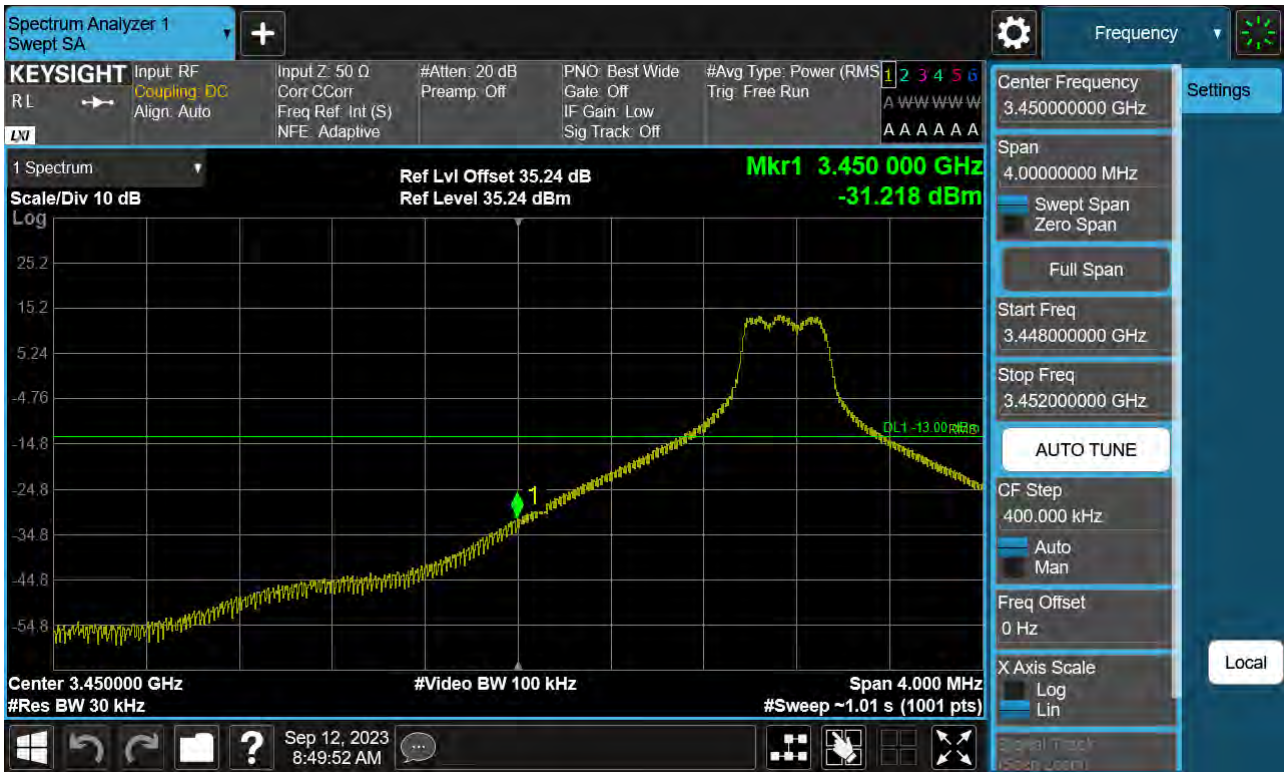 Spectrum Analyzer 1
Swept SA
+
Frequency
KEYSIGHT
RL
LXI
Input: RF
Coupling: DC
Align: Auto
Input Z: 50 Ω
Corr CCorr
Freq Ref: Int (S)
NFE: Adaptive
#Atten: 20 dB
Preamp: Off
PNO: Best Wide
Gate: Off
IF Gain: Low
Sig Track: Off
#Avg Type: Power (RMS
Trig: Free Run
1 2 3 4 5 6
A W W W W W
A A A A A A
1 Spectrum
Scale/Div 10 dB
Log
Ref Lvl Offset 35.24 dB
Ref Level 35.24 dBm
Mkr1 3.450 000 GHz
-31.218 dBm
25.2
15.2
5.24
-4.76
-14.8
-24.8
-34.8
-44.8
-54.8
1
DL1 -13.00 dBm
RMS
Center 3.450000 GHz
#Res BW 30 kHz
#Video BW 100 kHz
Span 4.000 MHz
#Sweep ~1.01 s (1001 pts)
Center Frequency
3.450000000 GHz
Settings
Span
4.00000000 MHz
Swept Span
Zero Span
Full Span
Start Freq
3.448000000 GHz
Stop Freq
3.452000000 GHz
AUTO TUNE
CF Step
400.000 kHz
Auto
Man
Freq Offset
0 Hz
X Axis Scale
Log
Lin
Local
Signal Track
(Span Zoom)
?
Sep 12, 2023
8:49:52 AM